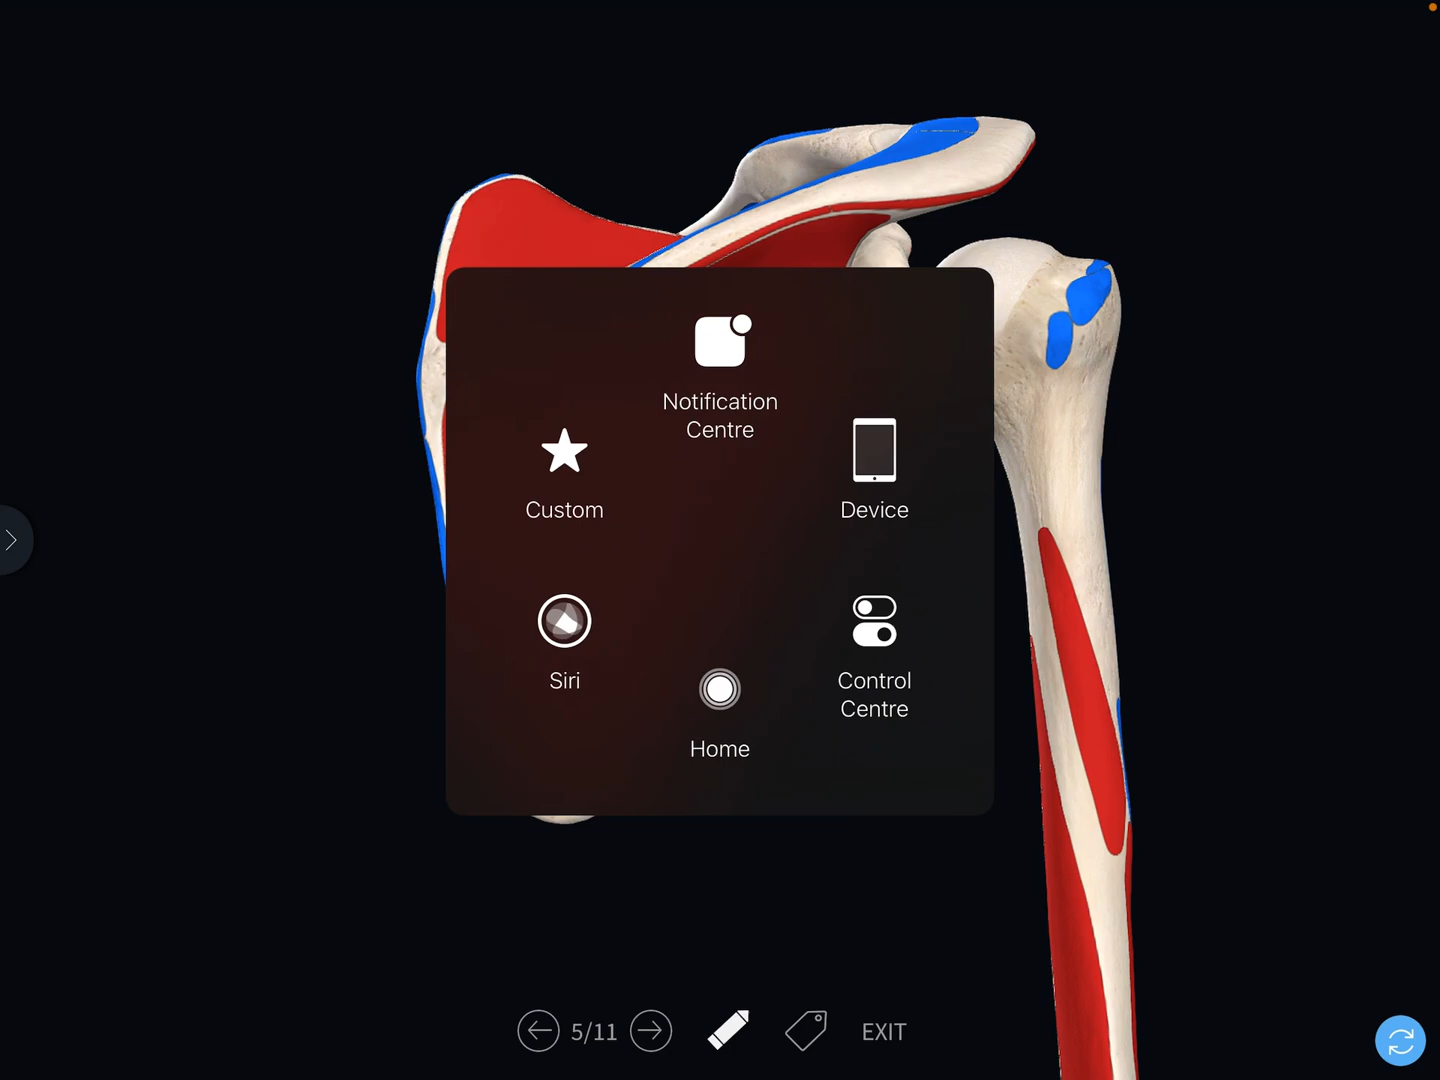 Notification
Centre
Custom
Device
Siri
Control
Centre
Home
5/11
EXIT